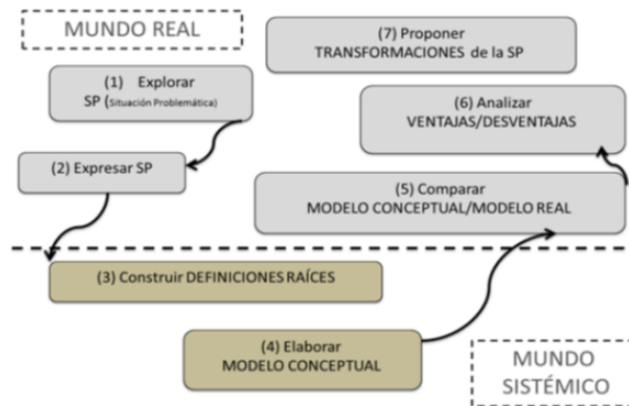 MUNDO REAL
(1) Explorar
SP (Situación Problemática)
(2) Expresar SP
(3) Construir DEFINICIONES RAÍCES
(4) Elaborar
MODELO CONCEPTUAL
(5) Comparar
MODELO CONCEPTUAL/MODELO REAL
(6) Analizar
VENTAJAS/DESVENTAJAS
(7) Proponer
TRANSFORMACIONES de la SP
MUNDO
SISTÉMICO